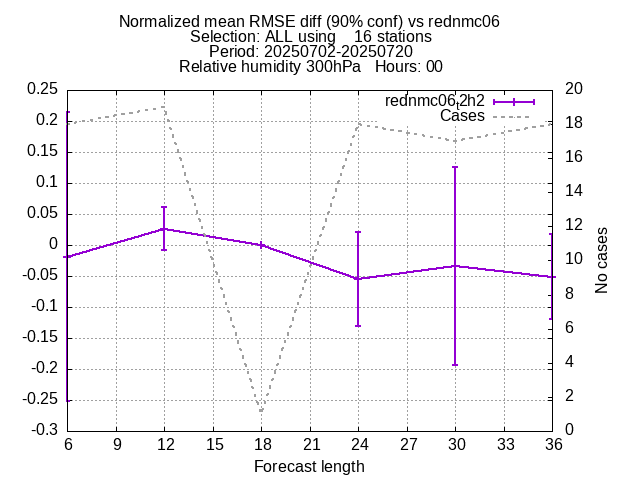 Normalized mean RMSE diff (90% conf) vs rednmc06
Selection: ALL using    16 stations
Period: 20250702-20250720
Relative humidity 300hPa   Hours: 00
rednmc06,2h2
Cases
0.25
0.2
0.15
0.1
0.05
0
-0.05
-0.1
-0.15
-0.2
-0.25
-0.3
20
18
16
14
12
10
8
6
4
2
0
No cases
6 9 12 15 18 21 24 27 30 33 36
Forecast length